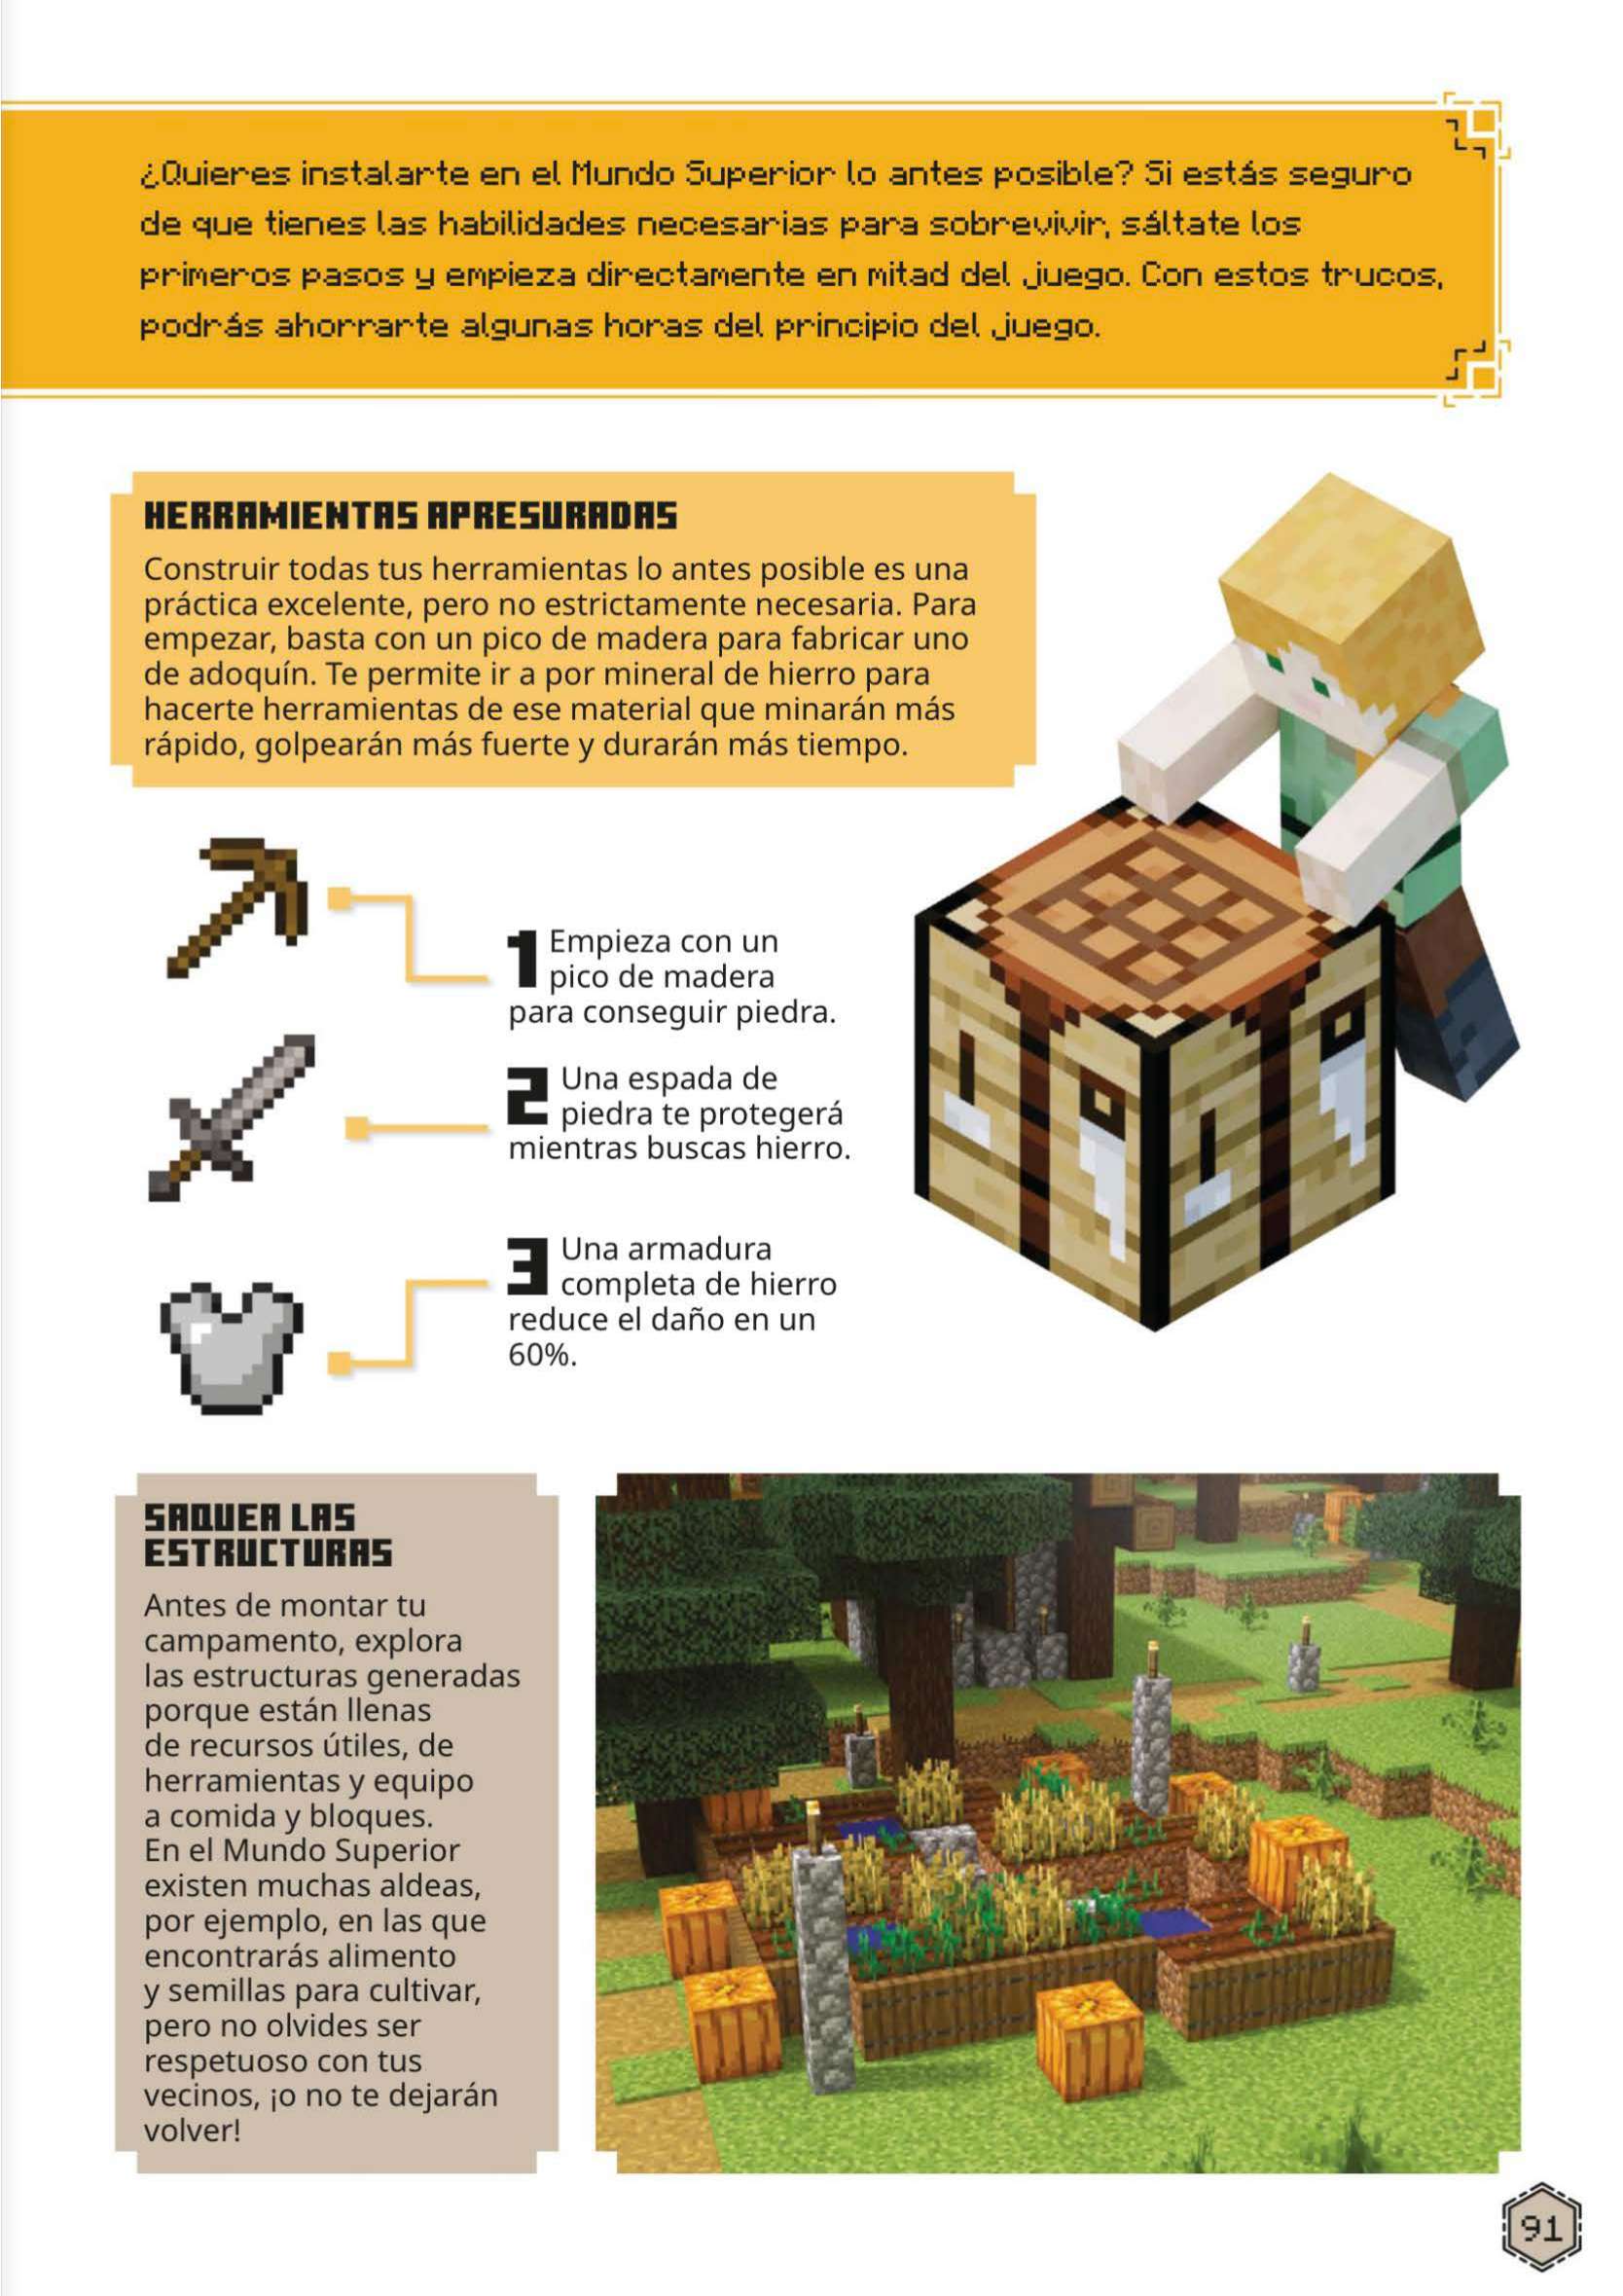 ¿Quieres instalarte en el Mundo Superior lo antes posible? Si estás seguro
de que tienes las habilidades necesarias para sobrevivir, sáltate los
primeros pasos y empieza directamente en mitad del juego. Con estos trucos,
podrás ahorrarte algunas horas del principio del juego.
HERRAMIENTAS APRESURADAS
Construir todas tus herramientas lo antes posible es una
práctica excelente, pero no estrictamente necesaria. Para
empezar, basta con un pico de madera para fabricar uno
de adoquín. Te permite ir a por mineral de hierro para
hacerte herramientas de ese material que minarán más
rápido, golpearán más fuerte y durarán más tiempo.
1 Empieza con un
pico de madera
para conseguir piedra.
2 Una espada de
piedra te protegerá
mientras buscas hierro.
3 Una armadura
completa de hierro
reduce el daño en un
60%.
SAQUEA LAS
ESTRUCTURAS
Antes de montar tu
campamento, explora
las estructuras generadas
porque están llenas
de recursos útiles, de
herramientas y equipo
a comida y bloques.
En el Mundo Superior
existen muchas aldeas,
por ejemplo, en las que
encontrarás alimento
y semillas para cultivar,
pero no olvides ser
respetuoso con tus
vecinos, ¡o no te dejarán
volver!
91